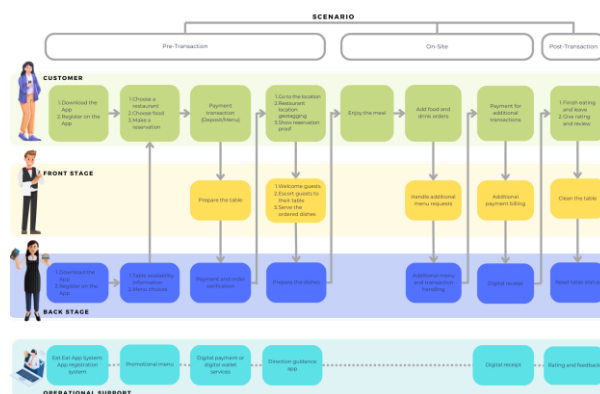 SCENARIO
Pre-Transaction
On-Site
Post-Transaction
CUSTOMER
1. Download the
App
2. Register on the
App
1. Choose a
restaurant
2. Choose food
3. Make a
reservation
Payment
transaction
(Deposit/Menu)
1. Go to the location
2. Restaurant
location
geotagging
3. Show reservation
proof
Enjoy the meal
Add food and
drink orders
Payment for
additional
transactions
1. Finish eating
and leave
2. Give rating
and review
FRONT STAGE
Prepare the table
1. Welcome guests
2. Escort guests to
their table
3. Serve the
ordered dishes
Handle additional
menu requests
Additional
payment billing
Clean the table
1. Download the
App
2. Register on the
App
1. Table availability
information
2. Menu choices
Payment and order
verification
Prepare the dishes
Additional menu
and transaction
handling
Digital receipt
Reset table status
BACK STAGE
Eat Eat App System:
App registration
system
Promotional menu
Digital payment or
digital wallet
services
Direction guidance
app
Digital receipt
Rating and feedback
OPERATIONAL SUPPORT